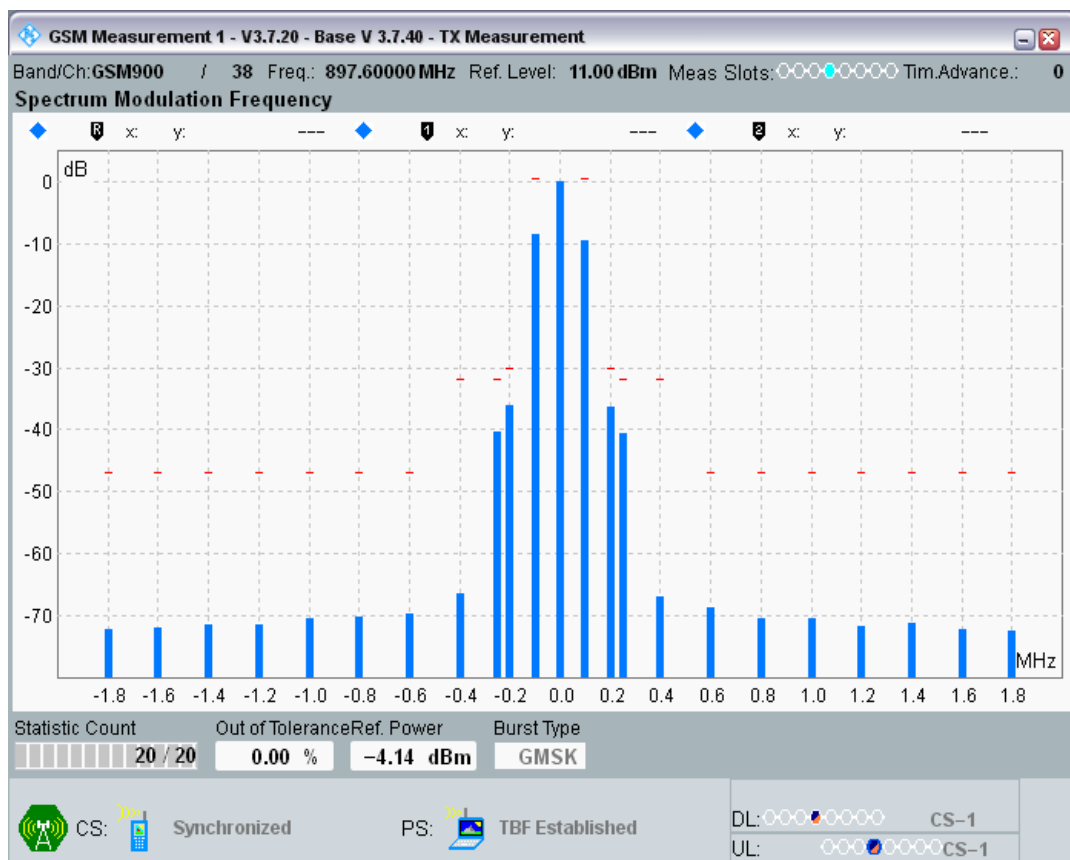 GSM Measurement 1 - V3.7.20 - Base V 3.7.40 - TX Measurement
Band/Ch:GSM900 / 38 Freq.: 897.60000 MHz Ref. Level: 11.00 dBm Meas Slots: Tim.Advance.: 0
Spectrum Modulation Frequency
R x: y: --- 1 x: y: --- 2 x: y: ---
dB
0
-10
-20
-30
-40
-50
-60
-70
MHz
-1.8 -1.6 -1.4 -1.2 -1.0 -0.8 -0.6 -0.4 -0.2 0.0 0.2 0.4 0.6 0.8 1.0 1.2 1.4 1.6 1.8
Statistic Count Out of Tolerance Ref. Power Burst Type
20 / 20 0.00 % −4.14 dBm GMSK
CS: Synchronized PS: TBF Established
DL: CS−1
UL: CS−1